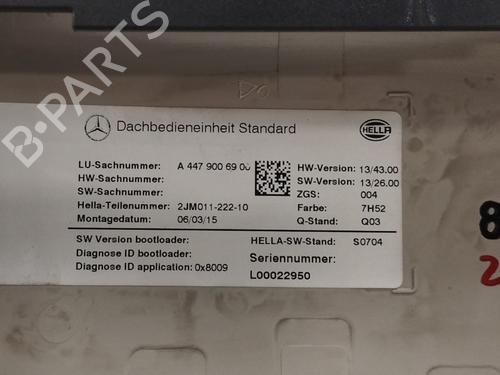 B-PARTS
Dachbedieneinheit Standard
HELLA
LU-Sachnummer: A 447 900 69 00
HW-Sachnummer:
SW-Sachnummer:
Hella-Teilenummer: 2JM011-222-10
Montagedatum: 06/03/15
HW-Version: 13/43.00
SW-Version: 13/26.00
ZGS: 004
Farbe: 7H52
Q-Stand: Q03
SW Version bootloader:
Diagnose ID bootloader:
Diagnose ID application: 0x8009
HELLA-SW-Stand: S0704
Seriennummer:
L00022950
8
2